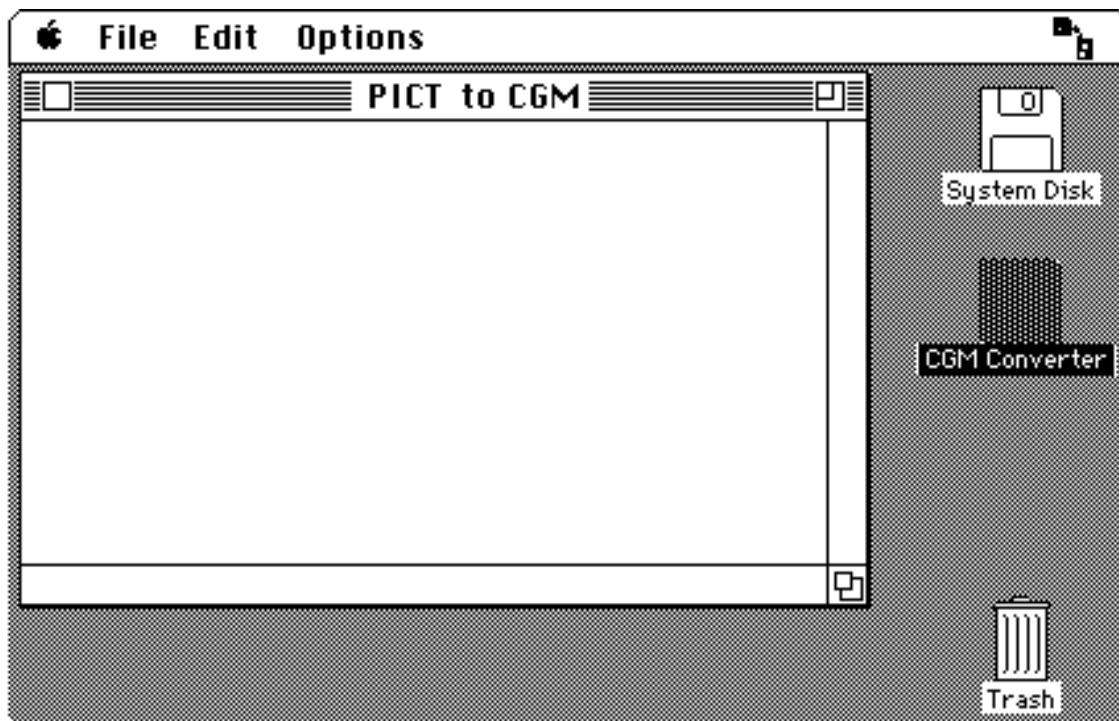 File Edit Options
PICT to CGM
0
System Disk
CGM Converter
Trash